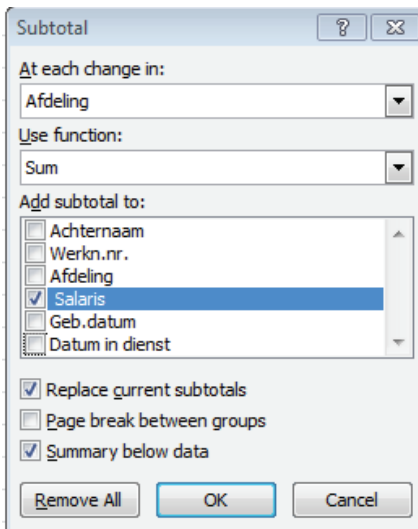 Subtotal
At each change in:
Afdeling
Use function:
Sum
Add subtotal to:
Achternaam
Werkn.nr.
Afdeling
Salaris
Geb.datum
Datum in dienst
Replace current subtotals
Page break between groups
Summary below data
Remove All OK Cancel